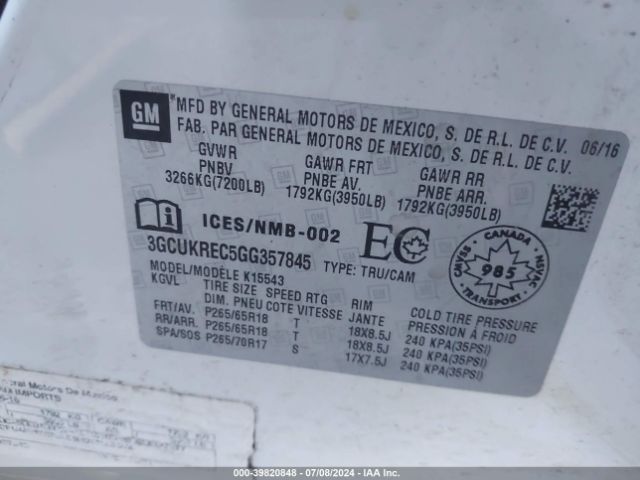 GM
MFD BY GENERAL MOTORS DE MEXICO, S. DE R.L. DE C.V. 06/16
FAB. PAR GENERAL MOTORS DE MEXICO, S. DE R.L. DE C.V.
GVWR GAWR FRT GAWR RR
PNBV PNBE AV. PNBE ARR.
3266KG(7200LB) 1792KG(3950LB) 1792KG(3950LB)
ICES/NMB-002 EC
3GCUKREC5GG357845 TYPE: TRU/CAM
CANADA
CAVSS 985 NSVAC
TRANSPORT
MODEL/MODÈLE K15543
KGVL TIRE SIZE SPEED RTG RIM COLD TIRE PRESSURE
DIM. PNEU COTE VITESSE JANTE PRESSION À FROID
FRT/AV. P265/65R18 T 18X8.5J 240 KPA(35PSI)
RR/ARR. P265/65R18 T 18X8.5J 240 KPA(35PSI)
SPA/SOS P265/70R17 S 17X7.5J 240 KPA(35PSI)
General Motors De Mexico
IMPORTS
000-39820848 - 07/08/2024 - IAA Inc.